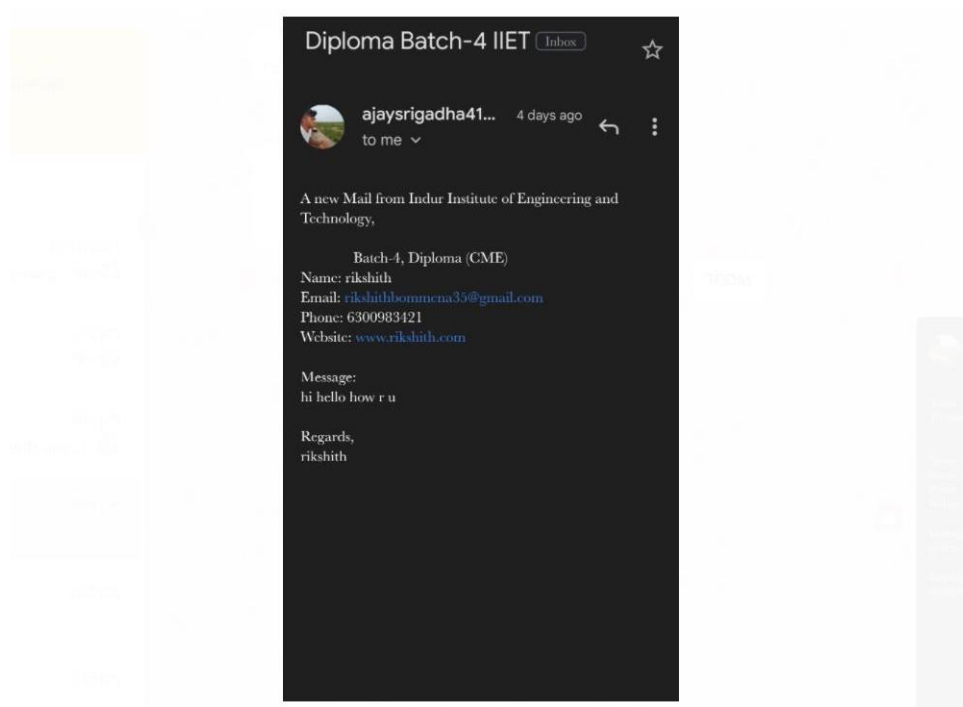 Diploma Batch-4 IIET Inbox
ajaysrigadha41... 4 days ago
to me
A new Mail from Indur Institute of Engineering and
Technology,
Batch-4, Diploma (CME)
Name: rikshith
Email: rikshithbommena35@gmail.com
Phone: 6300983421
Website: www.rikshith.com
Message:
hi hello how r u
Regards,
rikshith